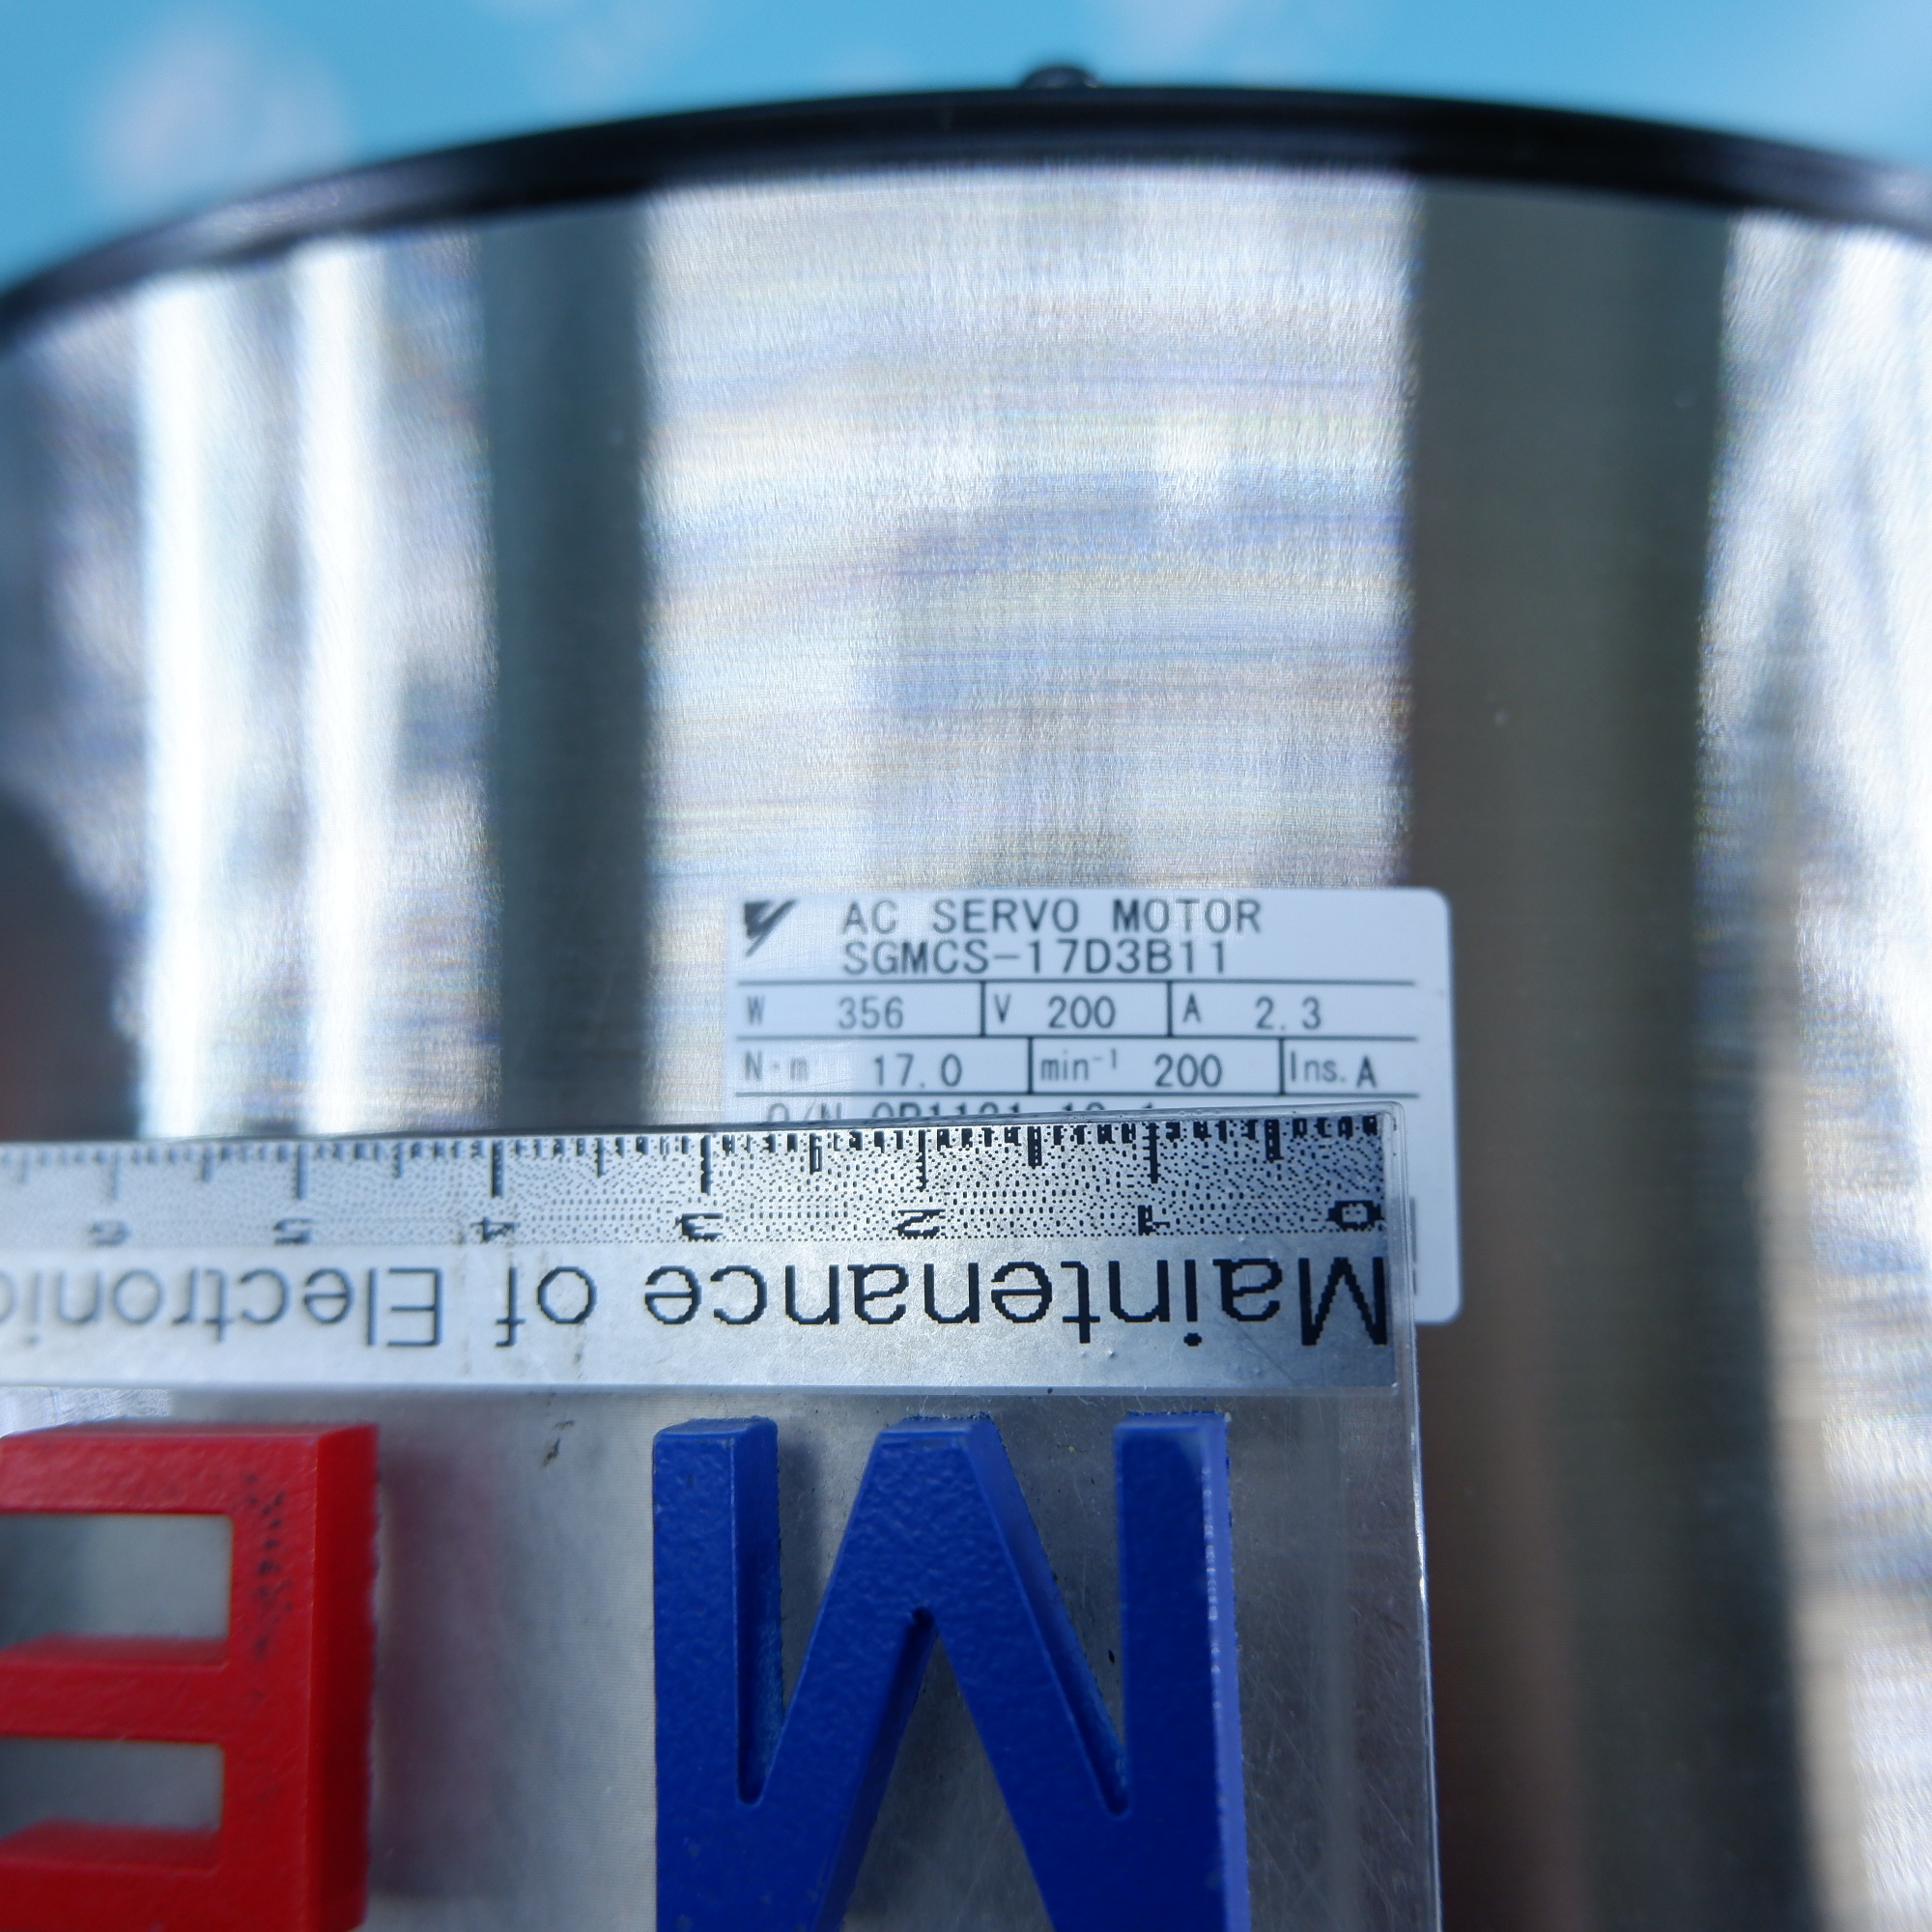 AC SERVO MOTOR
SGMCS-17D3B11
W 356 V 200 A 2.3
N·m 17.0 min⁻¹ 200 Ins. A
0 1 2 3 4 5 6
Maintenance of Electronic
M E